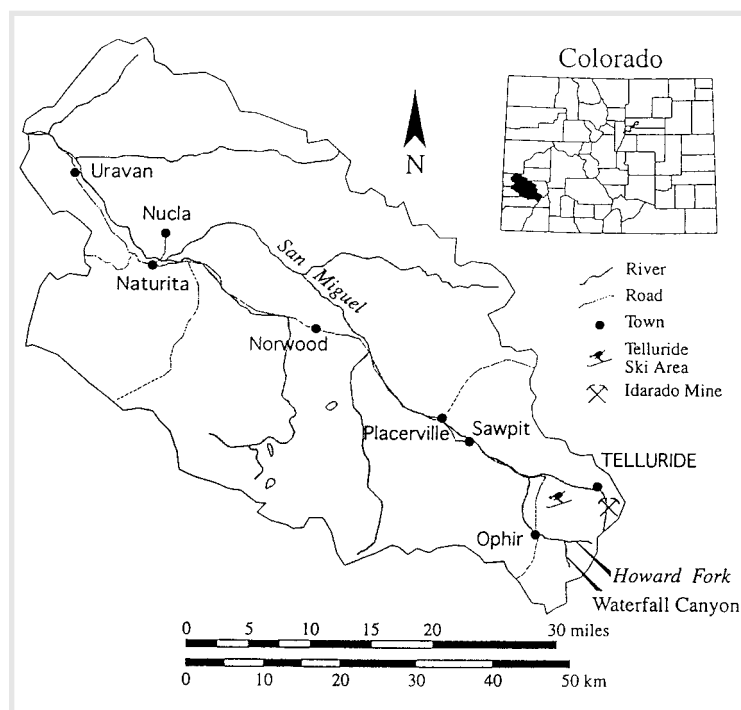 Colorado
N
Uravan
Nucla
Naturita
San Miguel
Norwood
River
Road
Town
Telluride
Ski Area
Idarado Mine
Placerville
Sawpit
TELLURIDE
Ophir
Howard Fork
Waterfall Canyon
0 5 10 15 20 30 miles
0 10 20 30 40 50 km